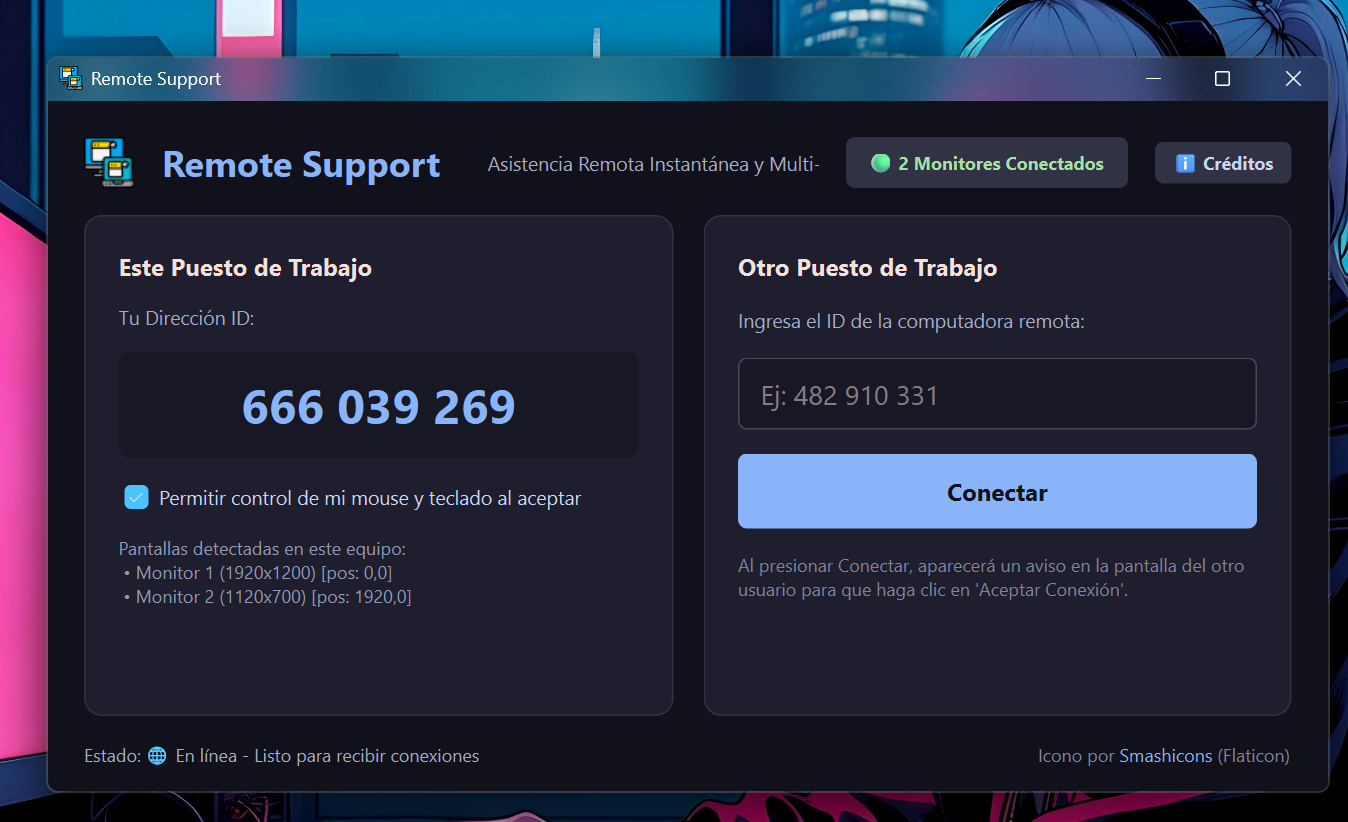 Remote Support
Remote Support
Asistencia Remota Instantánea y Multi-
2 Monitores Conectados
Créditos
Este Puesto de Trabajo
Tu Dirección ID:
666 039 269
Permitir control de mi mouse y teclado al aceptar
Pantallas detectadas en este equipo:
• Monitor 1 (1920x1200) [pos: 0,0]
• Monitor 2 (1120x700) [pos: 1920,0]
Otro Puesto de Trabajo
Ingresa el ID de la computadora remota:
Ej: 482 910 331
Conectar
Al presionar Conectar, aparecerá un aviso en la pantalla del otro
usuario para que haga clic en 'Aceptar Conexión'.
Estado: 🌐 En línea - Listo para recibir conexiones
Icono por Smashicons (Flaticon)